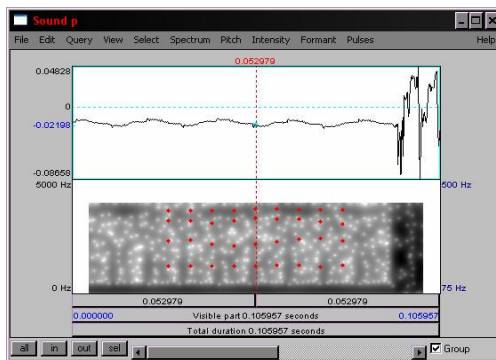 Sound p
File Edit Query View Select Spectrum Pitch Intensity Formant Pulses Help
0.052979
0.04828
0
-0.02198
-0.08658
5000 Hz 500 Hz
0 Hz 75 Hz
0.052979 0.052979
0.000000 Visible part 0.105957 seconds 0.105957
Total duration 0.105957 seconds
all in out sel Group